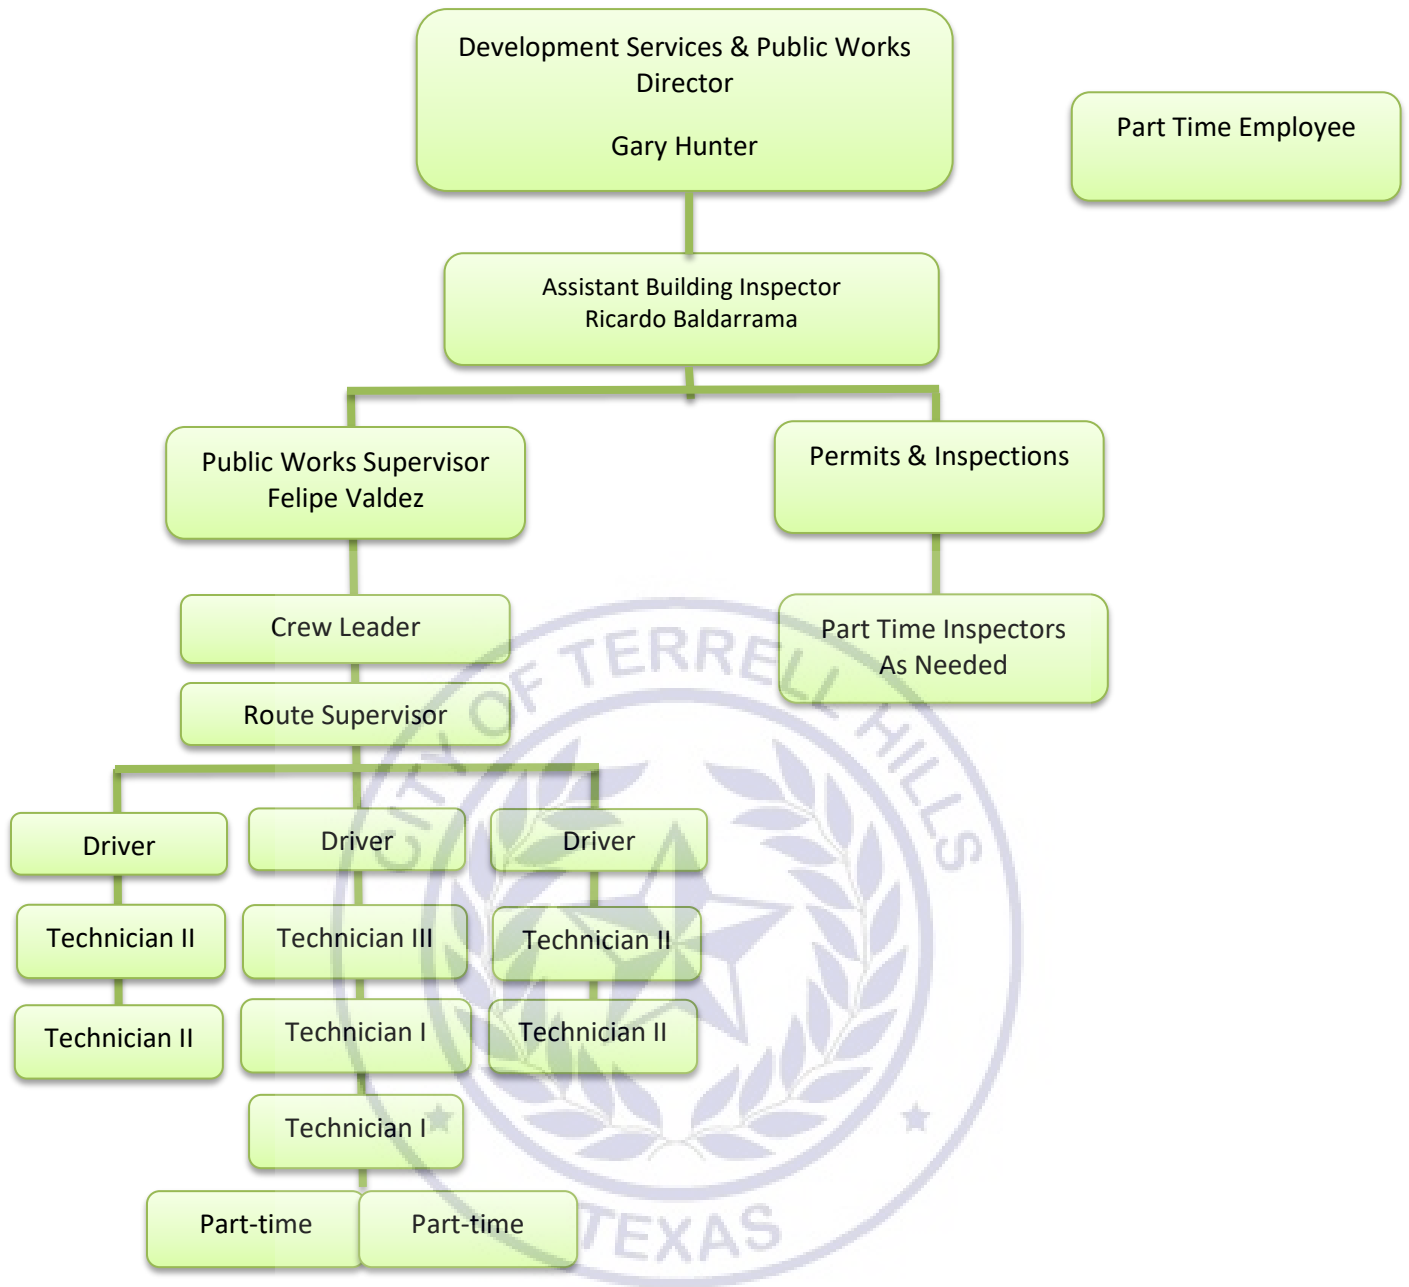 Development Services & Public Works
Director
Gary Hunter
Part Time Employee
Assistant Building Inspector
Ricardo Baldarrama
Public Works Supervisor
Felipe Valdez
Permits & Inspections
Crew Leader
Part Time Inspectors
As Needed
Route Supervisor
Driver
Driver
Driver
Technician II
Technician III
Technician II
Technician II
Technician I
Technician II
Technician I
Part-time
Part-time
CITY OF TERRELL HILLS
TEXAS